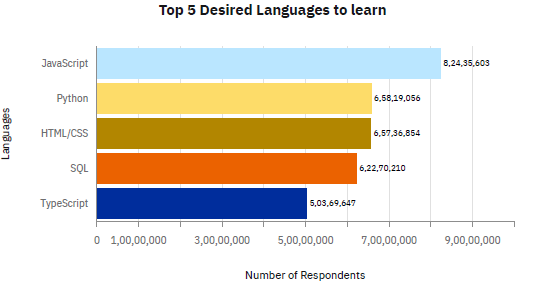 Top 5 Desired Languages to learn
Languages
JavaScript 8,24,35,603
Python 6,58,19,056
HTML/CSS 6,57,36,854
SQL 6,22,70,210
TypeScript 5,03,69,647
0 1,00,00,000 3,00,00,000 5,00,00,000 7,00,00,000 9,00,00,000
Number of Respondents